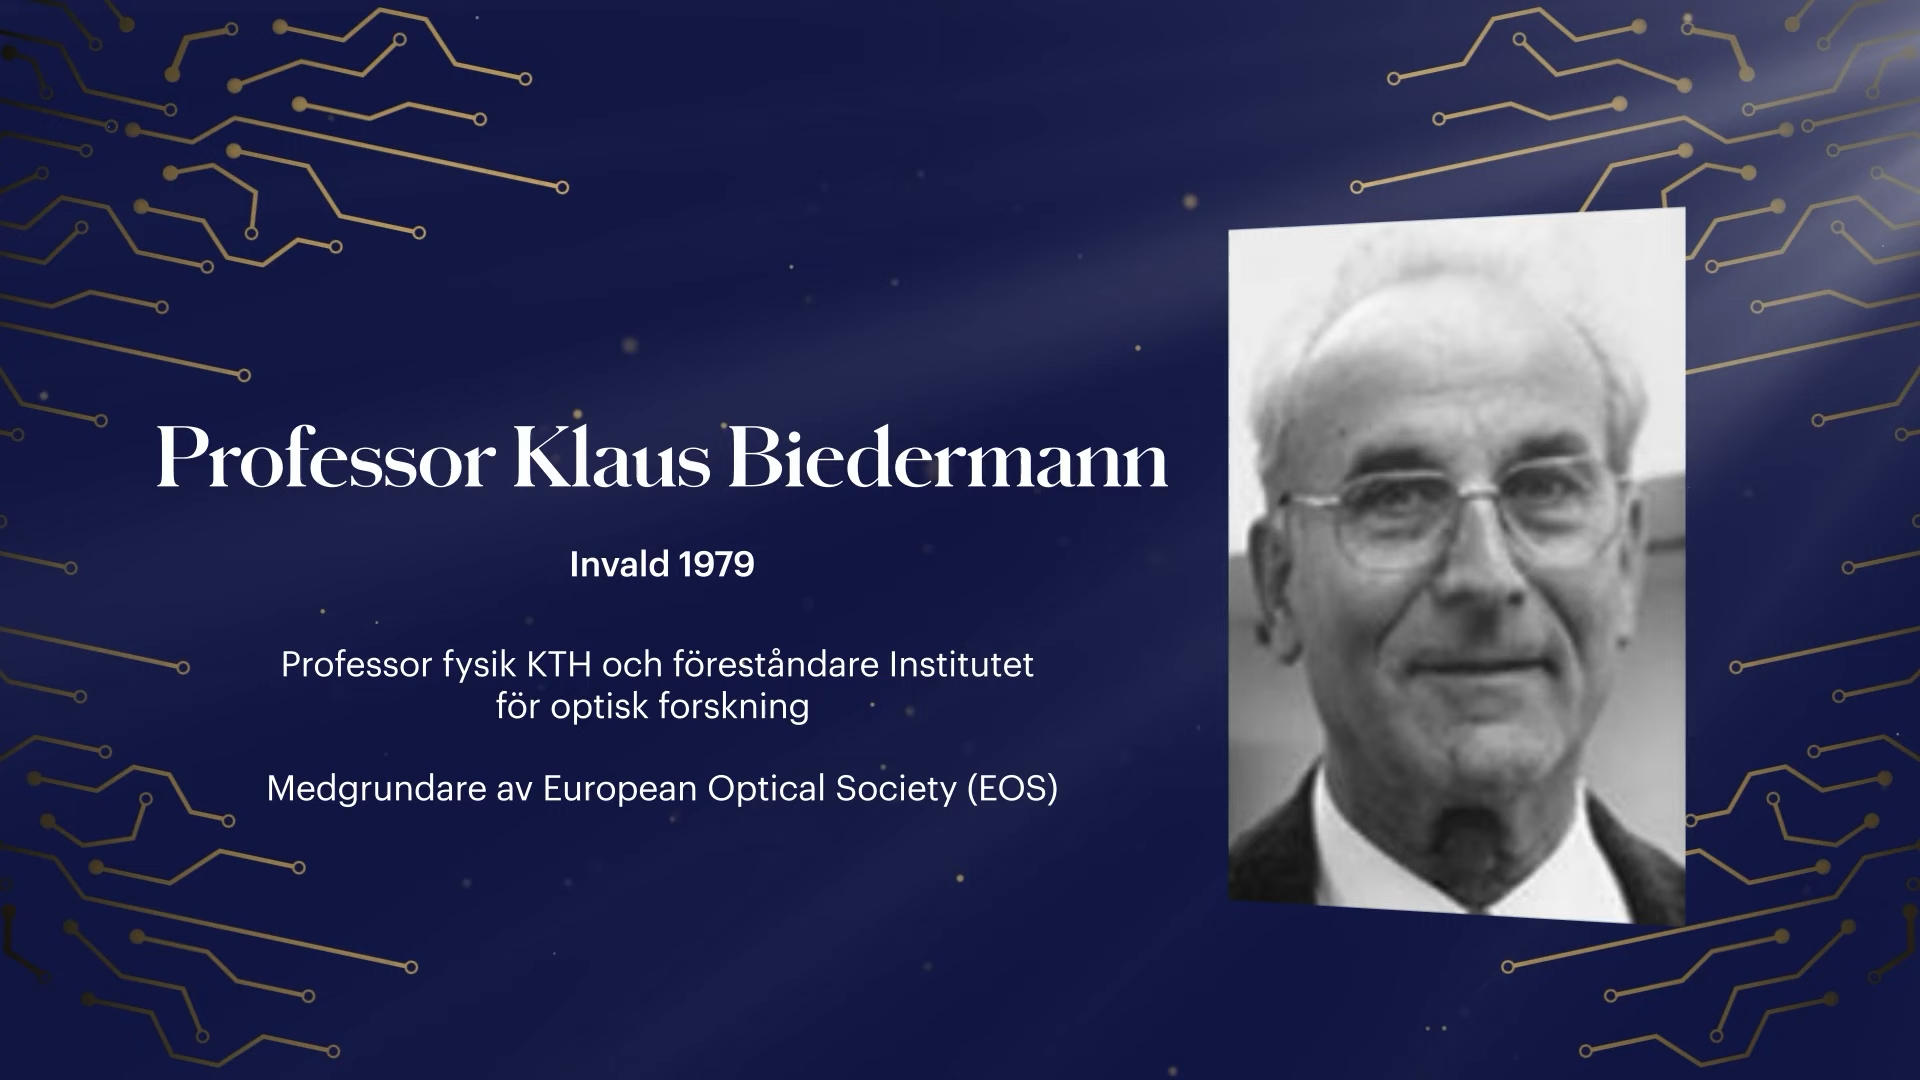 Professor Klaus Biedermann
Invald 1979
Professor fysik KTH och föreståndare Institutet
för optisk forskning
Medgrundare av European Optical Society (EOS)